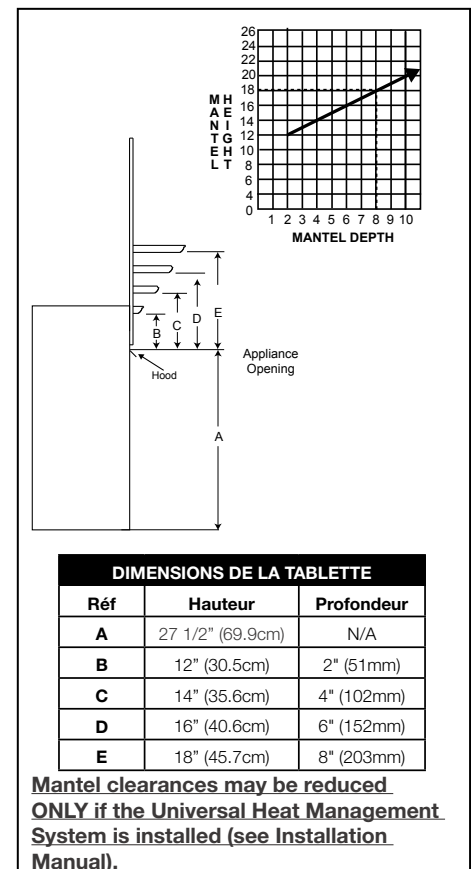 26
24
22
20
18
16
14
12
10
8
6
4
0
MANTEL HEIGHT
1 2 3 4 5 6 7 8 9 10
MANTEL DEPTH
E
D
C
B
Hood
Appliance
Opening
A
DIMENSIONS DE LA TABLETTE
Réf Hauteur Profondeur
A 27 1/2” (69.9cm) N/A
B 12” (30.5cm) 2" (51mm)
C 14” (35.6cm) 4" (102mm)
D 16” (40.6cm) 6" (152mm)
E 18” (45.7cm) 8" (203mm)
Mantel clearances may be reduced
ONLY if the Universal Heat Management
System is installed (see Installation
Manual).